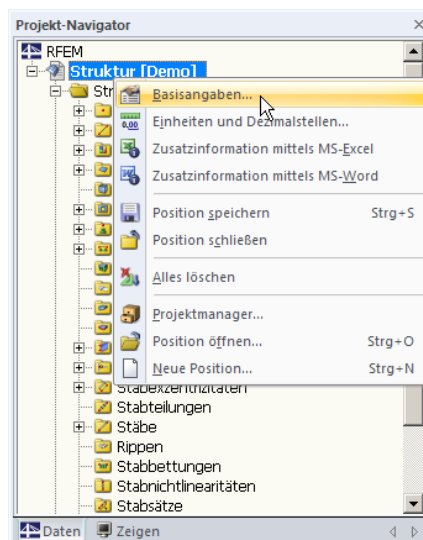 Projekt-Navigator
RFEM
Struktur [Demo]
Str
Basisangaben...
Einheiten und Dezimalstellen...
Zusatzinformation mittels MS-Excel
Zusatzinformation mittels MS-Word
Position speichern Strg+S
Position schließen
Alles löschen
Projektmanager...
Position öffnen... Strg+O
Neue Position... Strg+N
Stabexzentrizitäten
Stabteilungen
Stäbe
Rippen
Stabbettungen
Stabnichtlinearitäten
Stabsätze
Daten Zeigen